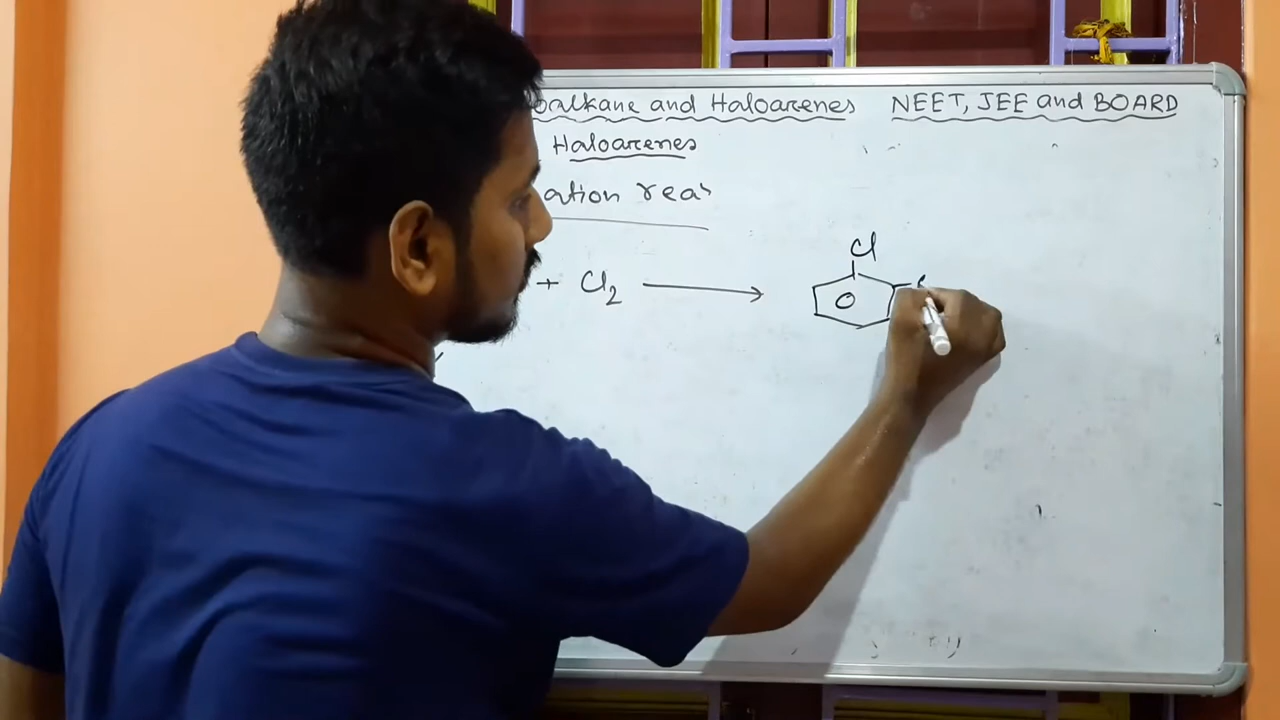 oalkane and Haloarenes NEET, JEE and BOARD
Haloarenes
ation rea
+ Cl2 ⟶
Cl